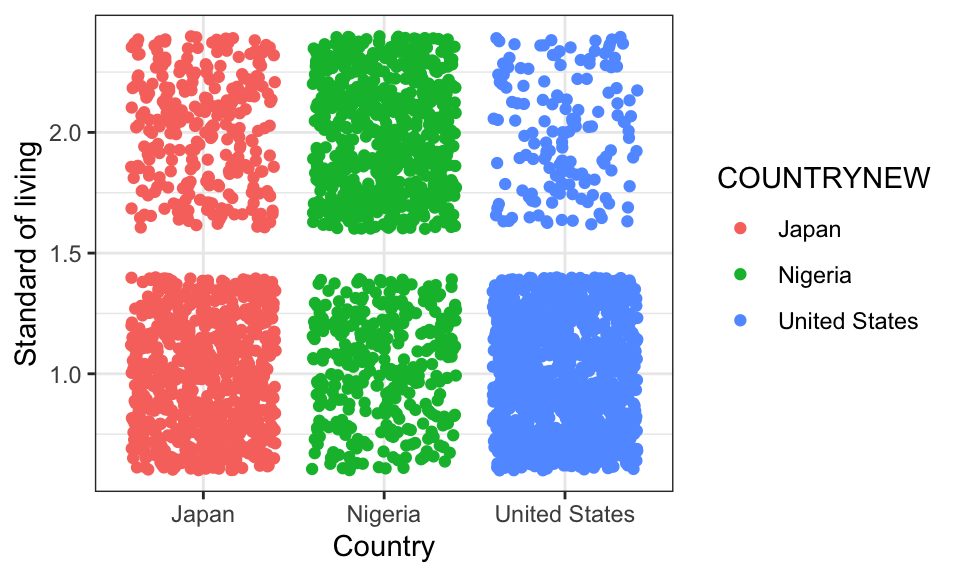 Standard of living
2.0
1.5
1.0
Japan
Nigeria
United States
Country
COUNTRYNEW
Japan
Nigeria
United States